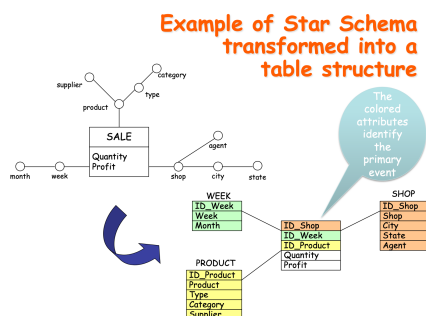 Example of Star Schema
transformed into a
table structure
category
supplier
type
product
SALE
Quantity
Profit
agent
month
week
shop
city
state
The
colored
attributes
identify
the
primary
event
WEEK
ID_Week
Week
Month
SHOP
ID_Shop
Shop
City
State
Agent
ID_Shop
ID_Week
ID_Product
Quantity
Profit
PRODUCT
ID_Product
Product
Type
Category
Supplier